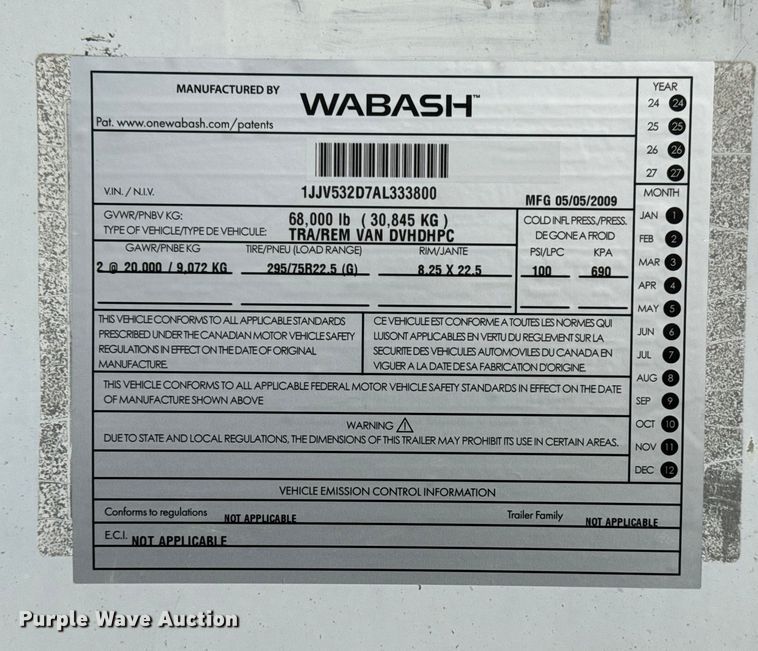 MANUFACTURED BY WABASH™
Pat. www.onewabash.com/patents
V.I.N. / N.I.V. 1JJV532D7AL333800 MFG 05/05/2009
GVWR/PNBV KG: 68,000 lb ( 30,845 KG )
TYPE OF VEHICLE/TYPE DE VEHICULE: TRA/REM VAN DVHDHPC
COLD INFL PRESS./PRESS.
DE GONE A FROID
GAWR/PNBE KG TIRE/PNEU (LOAD RANGE) RIM/JANTE PSI/LPC KPA
2 @ 20,000 / 9,072 KG 295/75R22.5 (G) 8.25 X 22.5 100 690
THIS VEHICLE CONFORMS TO ALL APPLICABLE STANDARDS
PRESCRIBED UNDER THE CANADIAN MOTOR VEHICLE SAFETY
REGULATIONS IN EFFECT ON THE DATE OF ORIGINAL
MANUFACTURE.
CE VEHICULE EST CONFORME A TOUTES LES NORMES QUI
LUISONT APPLICABLES EN VERTU DU REGLEMENT SUR LA
SECURITE DES VEHICULES AUTOMOVILES DU CANADA EN
VIGUER A LA DATE DE SA FABRICATION D'ORIGINE.
THIS VEHICLE CONFORMS TO ALL APPLICABLE FEDERAL MOTOR VEHICLE SAFETY STANDARDS IN EFFECT ON THE DATE
OF MANUFACTURE SHOWN ABOVE
WARNING
DUE TO STATE AND LOCAL REGULATIONS, THE DIMENSIONS OF THIS TRAILER MAY PROHIBIT ITS USE IN CERTAIN AREAS.
VEHICLE EMISSION CONTROL INFORMATION
Conforms to regulations NOT APPLICABLE Trailer Family NOT APPLICABLE
E.C.I. NOT APPLICABLE
YEAR
24 24
25 25
26 26
27 27
MONTH
JAN 1
FEB 2
MAR 3
APR 4
MAY 5
JUN 6
JUL 7
AUG 8
SEP 9
OCT 10
NOV 11
DEC 12
Purple Wave Auction